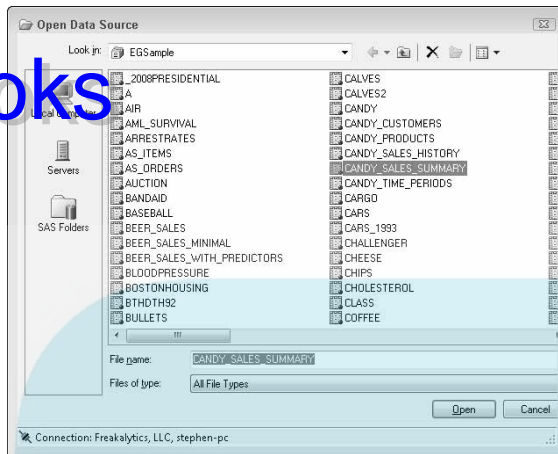 Open Data Source
Look in:
EGSample
oks
Local Computer
Servers
SAS Folders
_2008PRESIDENTIAL
A
AIR
AML_SURVIVAL
ARRESTRATES
AS_ITEMS
AS_ORDERS
AUCTION
BANDAID
BASEBALL
BEER_SALES
BEER_SALES_MINIMAL
BEER_SALES_WITH_PREDICTORS
BLOODPRESSURE
BOSTONHOUSING
BTHDTH92
BULLETS
CALVES
CALVES2
CANDY
CANDY_CUSTOMERS
CANDY_PRODUCTS
CANDY_SALES_HISTORY
CANDY_SALES_SUMMARY
CANDY_TIME_PERIODS
CARGO
CARS
CARS_1993
CHALLENGER
CHEESE
CHIPS
CHOLESTEROL
CLASS
COFFEE
File name:
CANDY_SALES_SUMMARY
Files of type:
All File Types
Open
Cancel
Connection: Freakalytics, LLC, stephen-pc